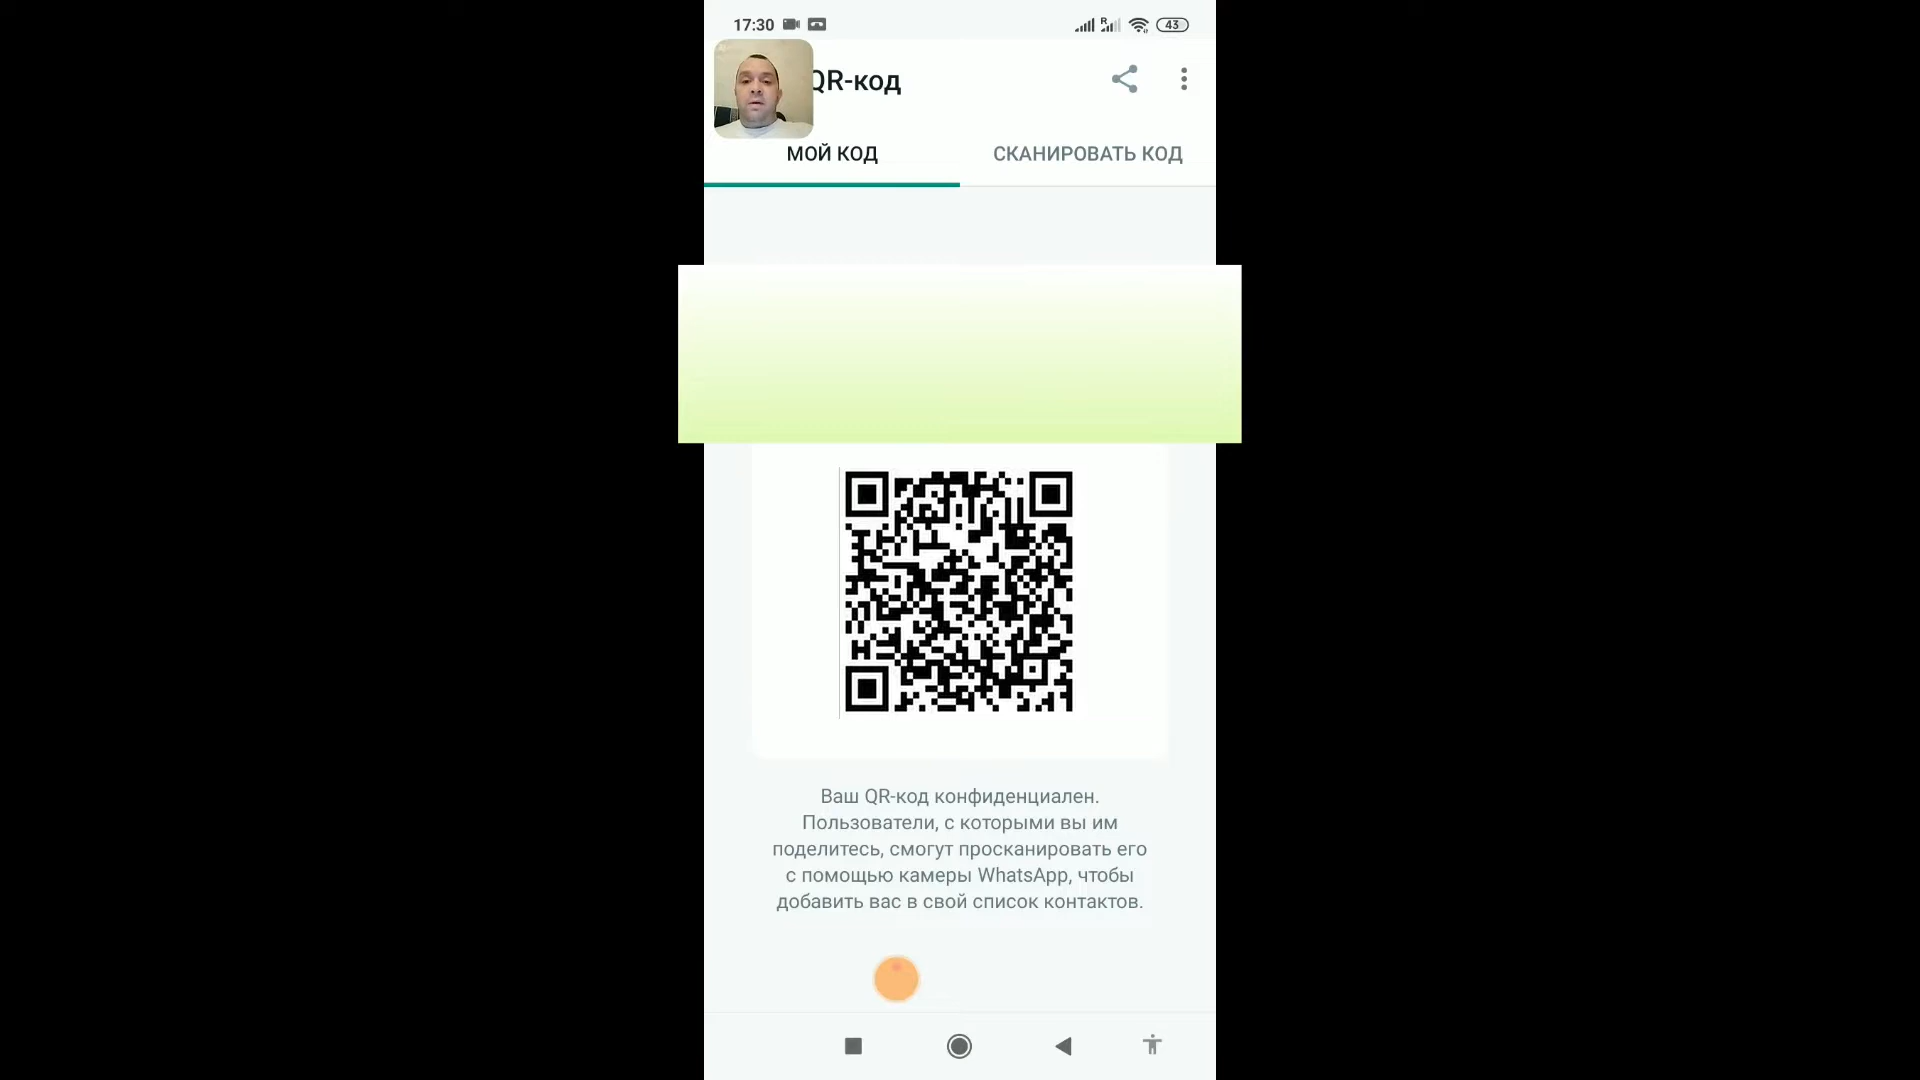 17:30
R
43
QR-код
МОЙ КОД
СКАНИРОВАТЬ КОД
Ваш QR-код конфиденциален.
Пользователи, с которыми вы им
поделитесь, смогут просканировать его
с помощью камеры WhatsApp, чтобы
добавить вас в свой список контактов.